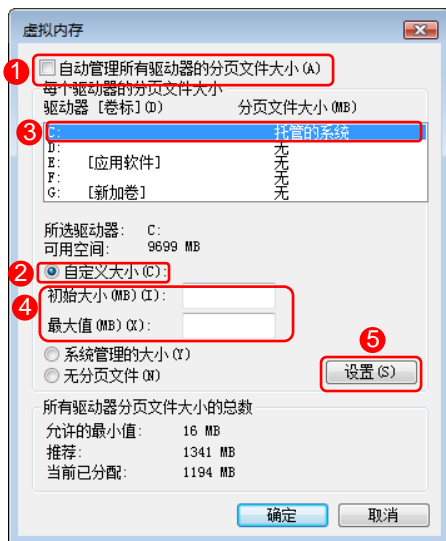 虚拟内存
1 自动管理所有驱动器的分页文件大小(A)
每个驱动器的分页文件大小
驱动器 [卷标](D) 分页文件大小(MB)
3 C: 托管的系统
D: 无
E: [应用软件] 无
F: 无
G: [新加卷] 无
所选驱动器: C:
可用空间: 9699 MB
2 自定义大小(C):
4 初始大小(MB)(I):
最大值(MB)(X):
系统管理的大小(Y)
无分页文件(N)
5 设置(S)
所有驱动器分页文件大小的总数
允许的最小值: 16 MB
推荐: 1341 MB
当前已分配: 1194 MB
确定 取消